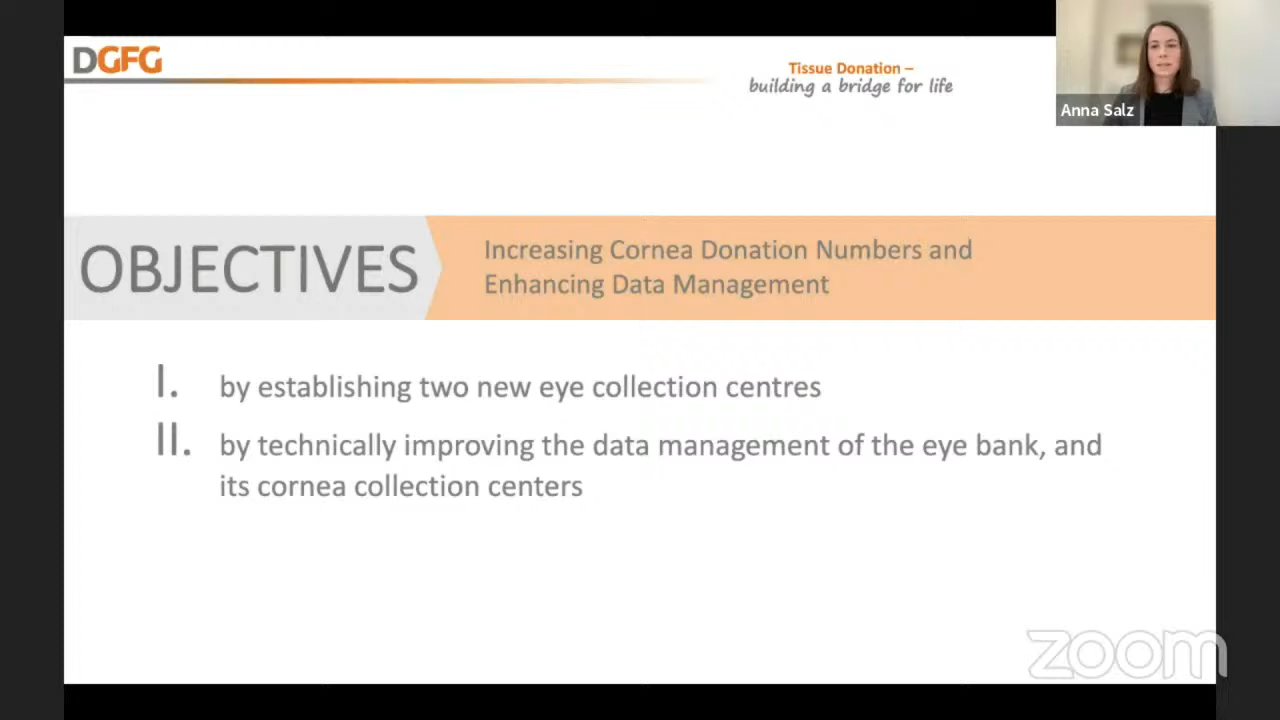 DGFG
Tissue Donation –
building a bridge for life
Anna Salz
OBJECTIVES
Increasing Cornea Donation Numbers and
Enhancing Data Management
I. by establishing two new eye collection centres
II. by technically improving the data management of the eye bank, and
its cornea collection centers
zoom